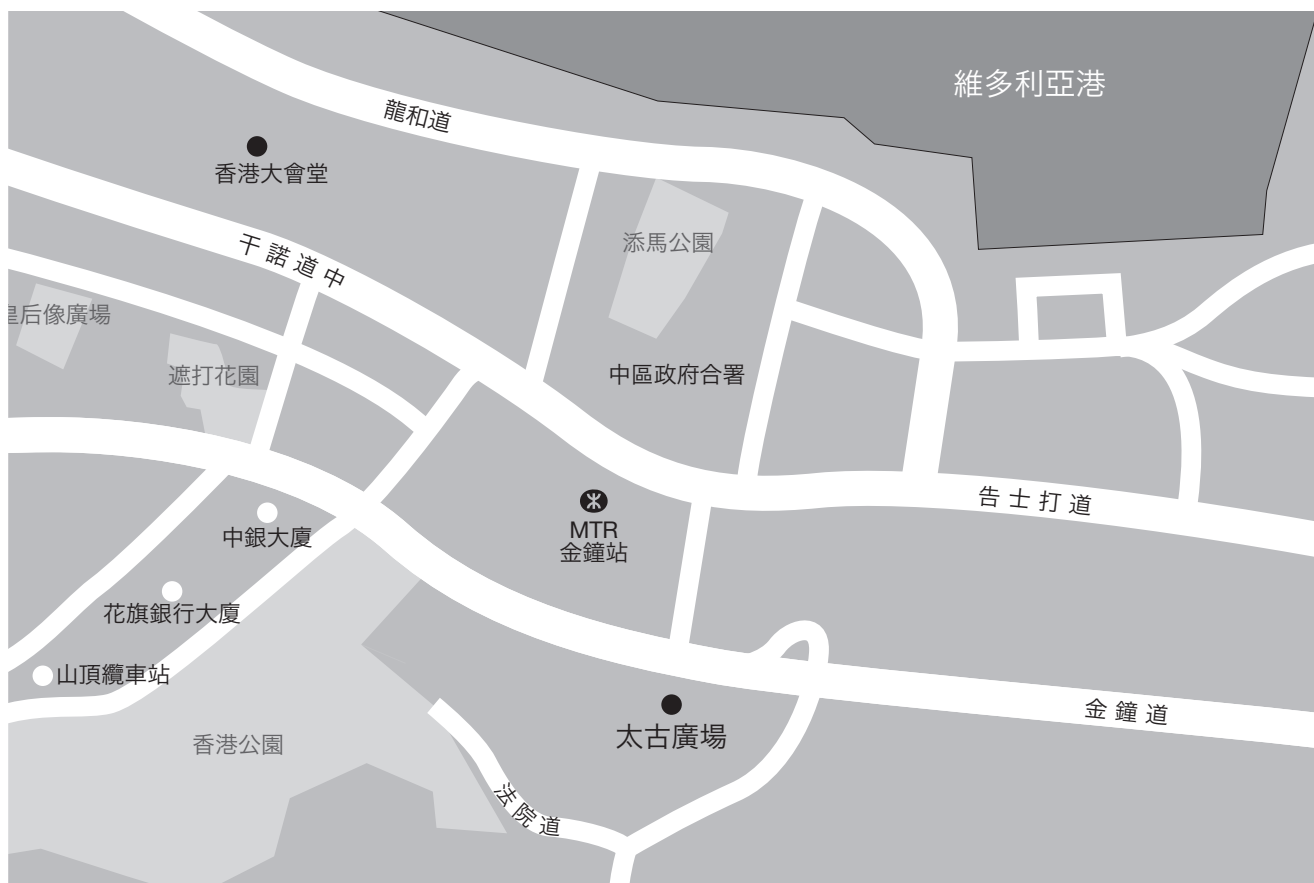 維多利亞港
龍和道
香港大會堂
添馬公園
干諾道中
皇后像廣場
遮打花園
中區政府合署
告士打道
MTR
金鐘站
中銀大廈
花旗銀行大廈
山頂纜車站
金鐘道
太古廣場
香港公園
法院道